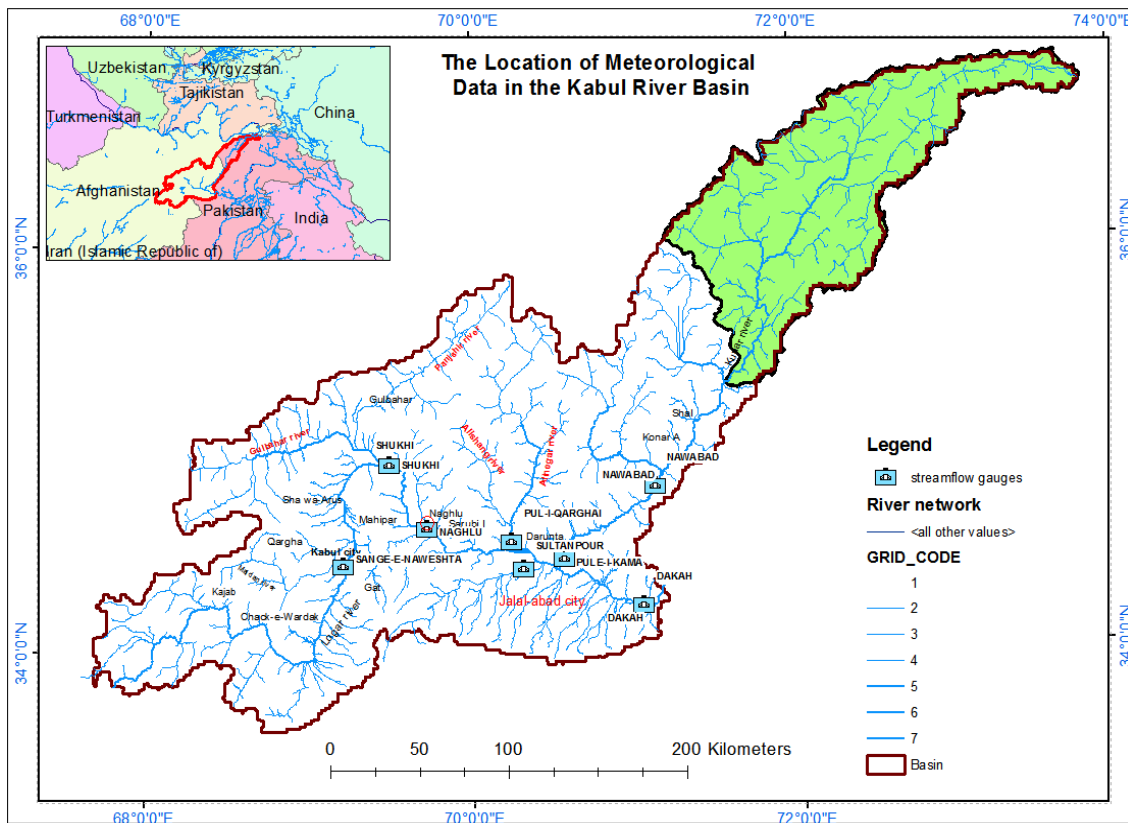 68°0'0"E
70°0'0"E
72°0'0"E
74°0'0"E
The Location of Meteorological
Data in the Kabul River Basin
Uzbekistan
Kyrgyzstan
Tajikistan
Turkmenistan
China
Afghanistan
Pakistan
India
Iran (Islamic Republic of)
36°0'0"N
36°0'0"N
Panjshir river
Gulbahar
Shal
Konar A
Gulbahar river
Alishang river
Alnegar river
SHUKHI
SHUKHI
NAWABAD
NAWABAD
Sha wa-Arus
Mahipar
Naghlu
NAGHLU
PUL-I-QARGHAI
Darunta
SULTANPOUR
PULE-I-KAMA
Qargha
Kabul city
SANGE-E-NAWESHTA
Kajab
Gat
DAKAH
DAKAH
Jalal-abad city
Chack-e-Wardak
Logar river
34°0'0"N
34°0'0"N
Legend
streamflow gauges
River network
<all other values>
GRID_CODE
1
2
3
4
5
6
7
Basin
0 50 100 200 Kilometers
68°0'0"E
70°0'0"E
72°0'0"E